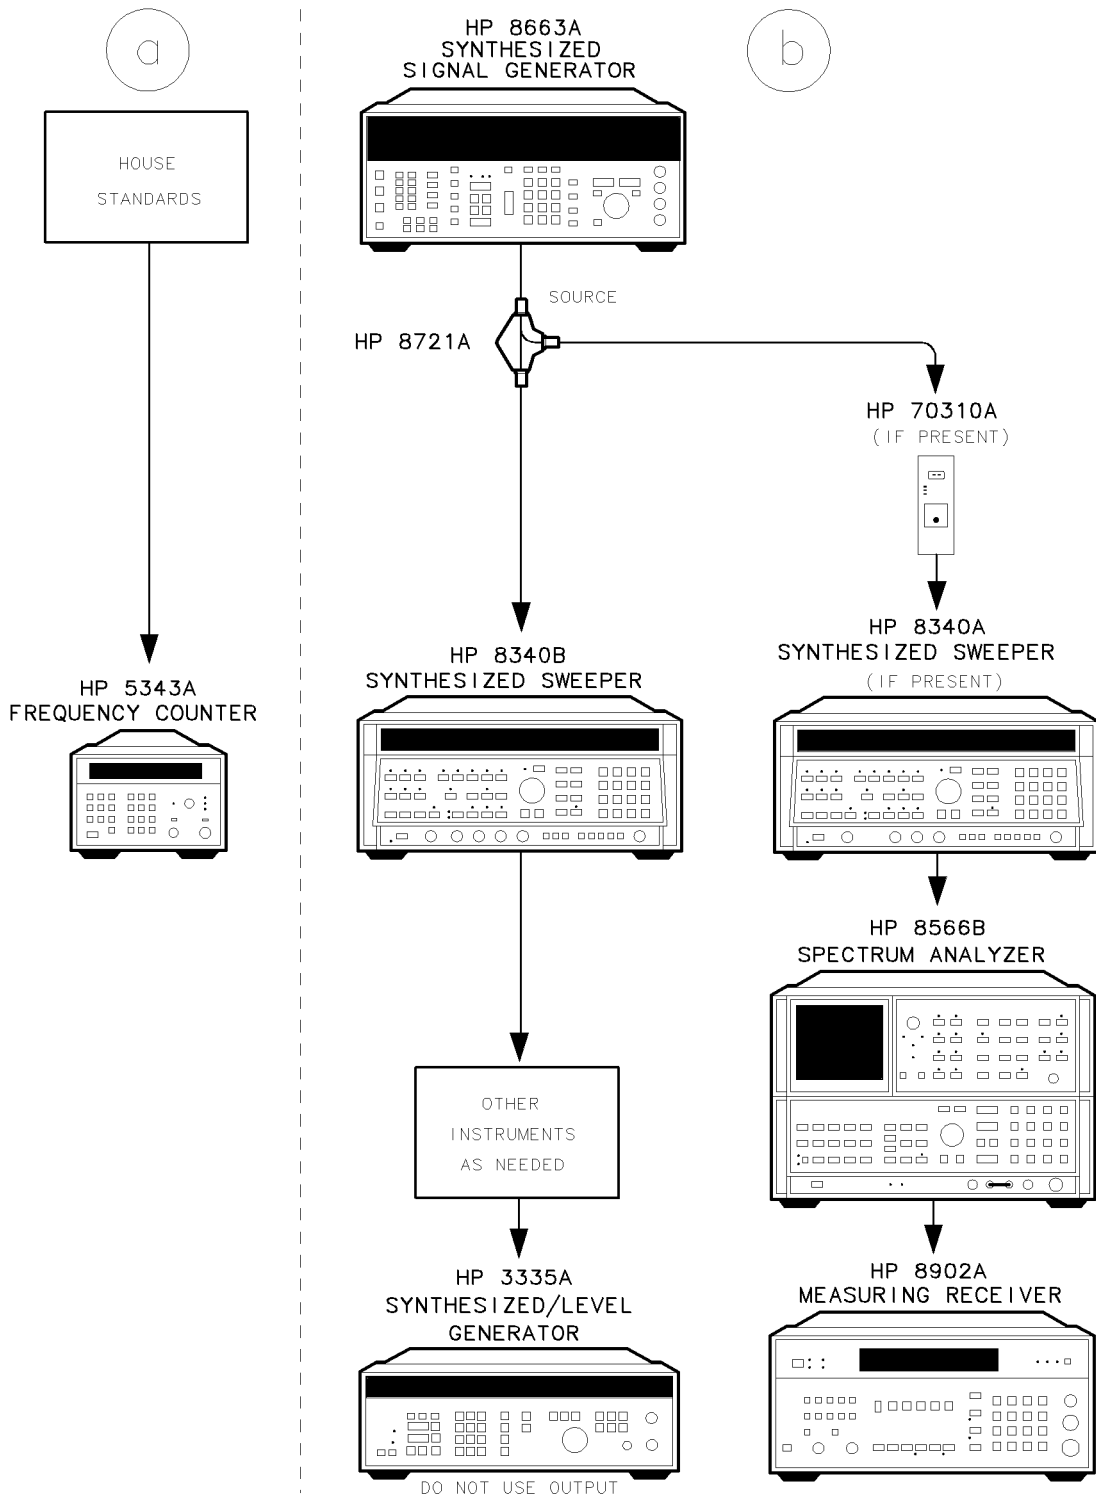 a
HOUSE
STANDARDS
HP 5343A
FREQUENCY COUNTER
b
HP 8663A
SYNTHESIZED
SIGNAL GENERATOR
SOURCE
HP 8721A
HP 8340B
SYNTHESIZED SWEEPER
OTHER
INSTRUMENTS
AS NEEDED
HP 3335A
SYNTHESIZED/LEVEL
GENERATOR
DO NOT USE OUTPUT
HP 70310A
(IF PRESENT)
HP 8340A
SYNTHESIZED SWEEPER
(IF PRESENT)
HP 8566B
SPECTRUM ANALYZER
HP 8902A
MEASURING RECEIVER